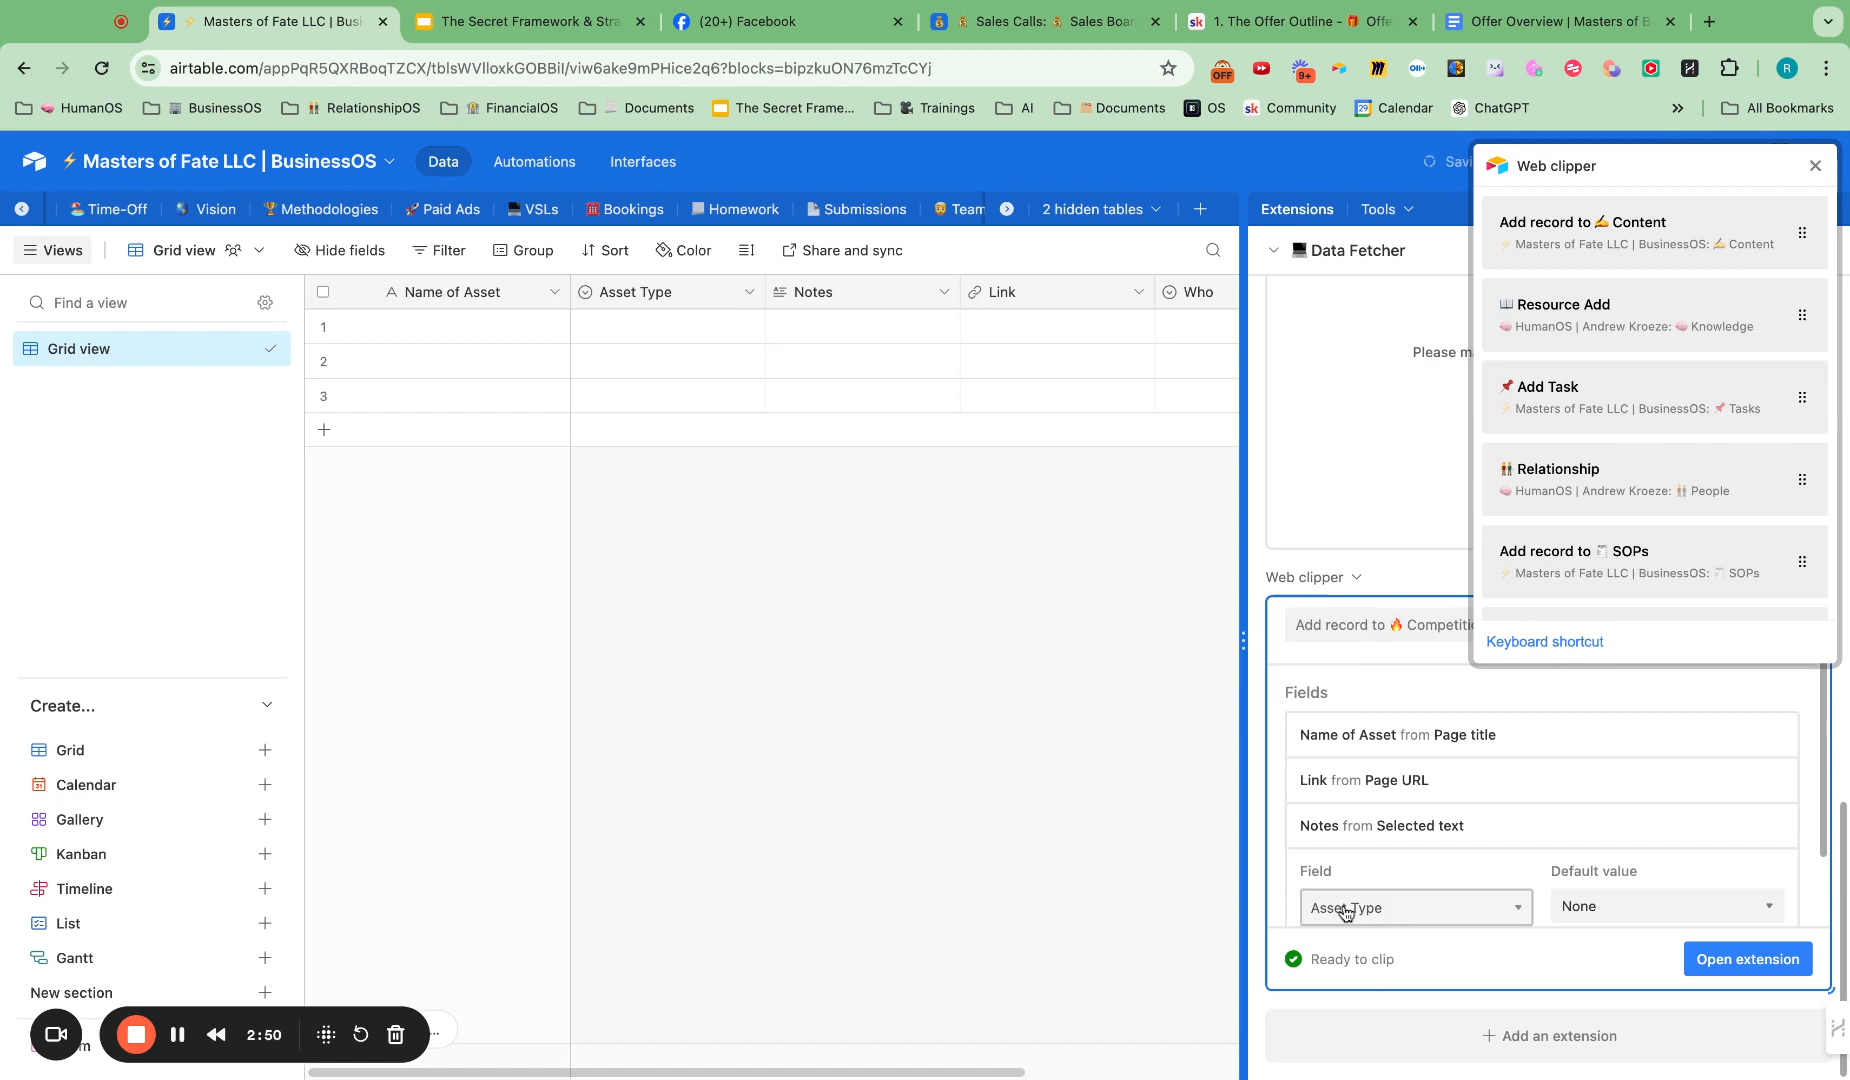 Masters of Fate LLC | Busi
The Secret Framework & Stra
(20+) Facebook
Sales Calls: Sales Boar
1. The Offer Outline - Offe
Offer Overview | Masters of B
airtable.com/appPqR5QXRBoqTZCX/tblsWVlloxkGOBBil/viw6ake9mPHice2q6?blocks=bipzkuON76mzTcCYj
OFF
9+
R
HumanOS
BusinessOS
RelationshipOS
FinancialOS
Documents
The Secret Frame...
Trainings
AI
Documents
OS
Community
Calendar
ChatGPT
All Bookmarks
Masters of Fate LLC | BusinessOS
Data
Automations
Interfaces
Savi
Time-Off
Vision
Methodologies
Paid Ads
VSLs
Bookings
Homework
Submissions
Team
2 hidden tables
Extensions
Tools
Views
Grid view
Hide fields
Filter
Group
Sort
Color
Share and sync
Data Fetcher
Find a view
Grid view
Name of Asset
Asset Type
Notes
Link
Who
1
2
3
Please ma
Web clipper
Add record to Content
Masters of Fate LLC | BusinessOS: Content
Resource Add
HumanOS | Andrew Kroeze: Knowledge
Add Task
Masters of Fate LLC | BusinessOS: Tasks
Relationship
HumanOS | Andrew Kroeze: People
Add record to SOPs
Masters of Fate LLC | BusinessOS: SOPs
Keyboard shortcut
Web clipper
Add record to Competitio
Fields
Name of Asset from Page title
Link from Page URL
Notes from Selected text
Field
Default value
Asset Type
None
Ready to clip
Open extension
Add an extension
Create...
Grid
Calendar
Gallery
Kanban
Timeline
List
Gantt
New section
2:50